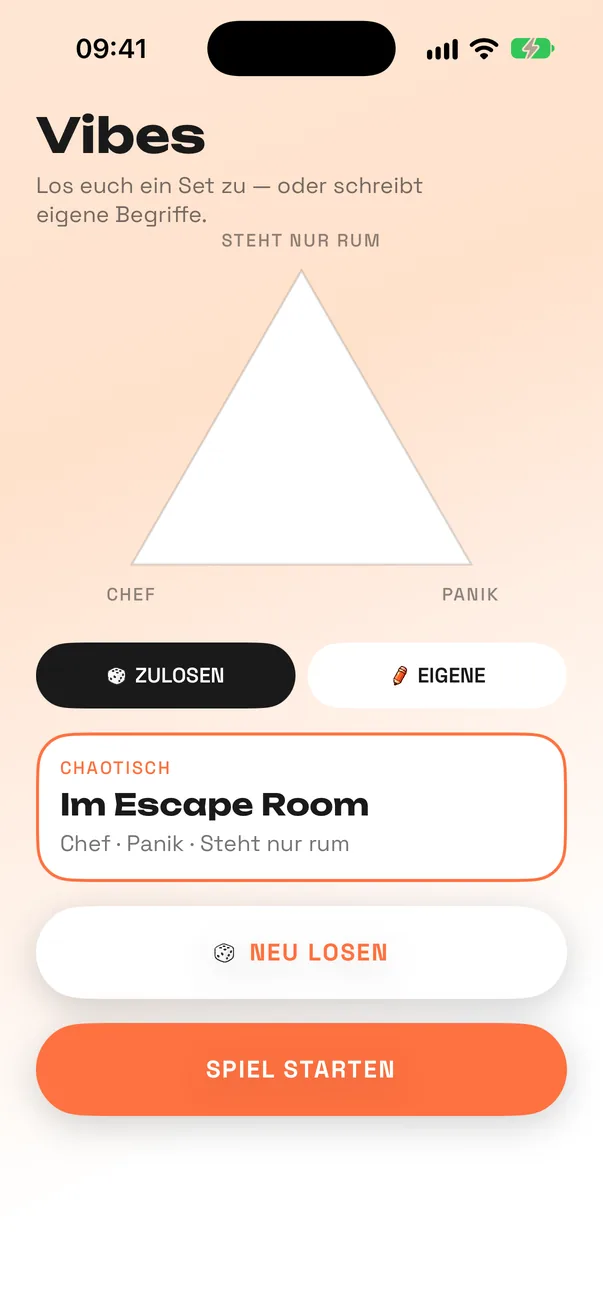 09:41
Vibes
Los euch ein Set zu — oder schreibt
eigene Begriffe.
STEHT NUR RUM
CHEF
PANIK
ZULOSEN
EIGENE
CHAOTISCH
Im Escape Room
Chef · Panik · Steht nur rum
NEU LOSEN
SPIEL STARTEN